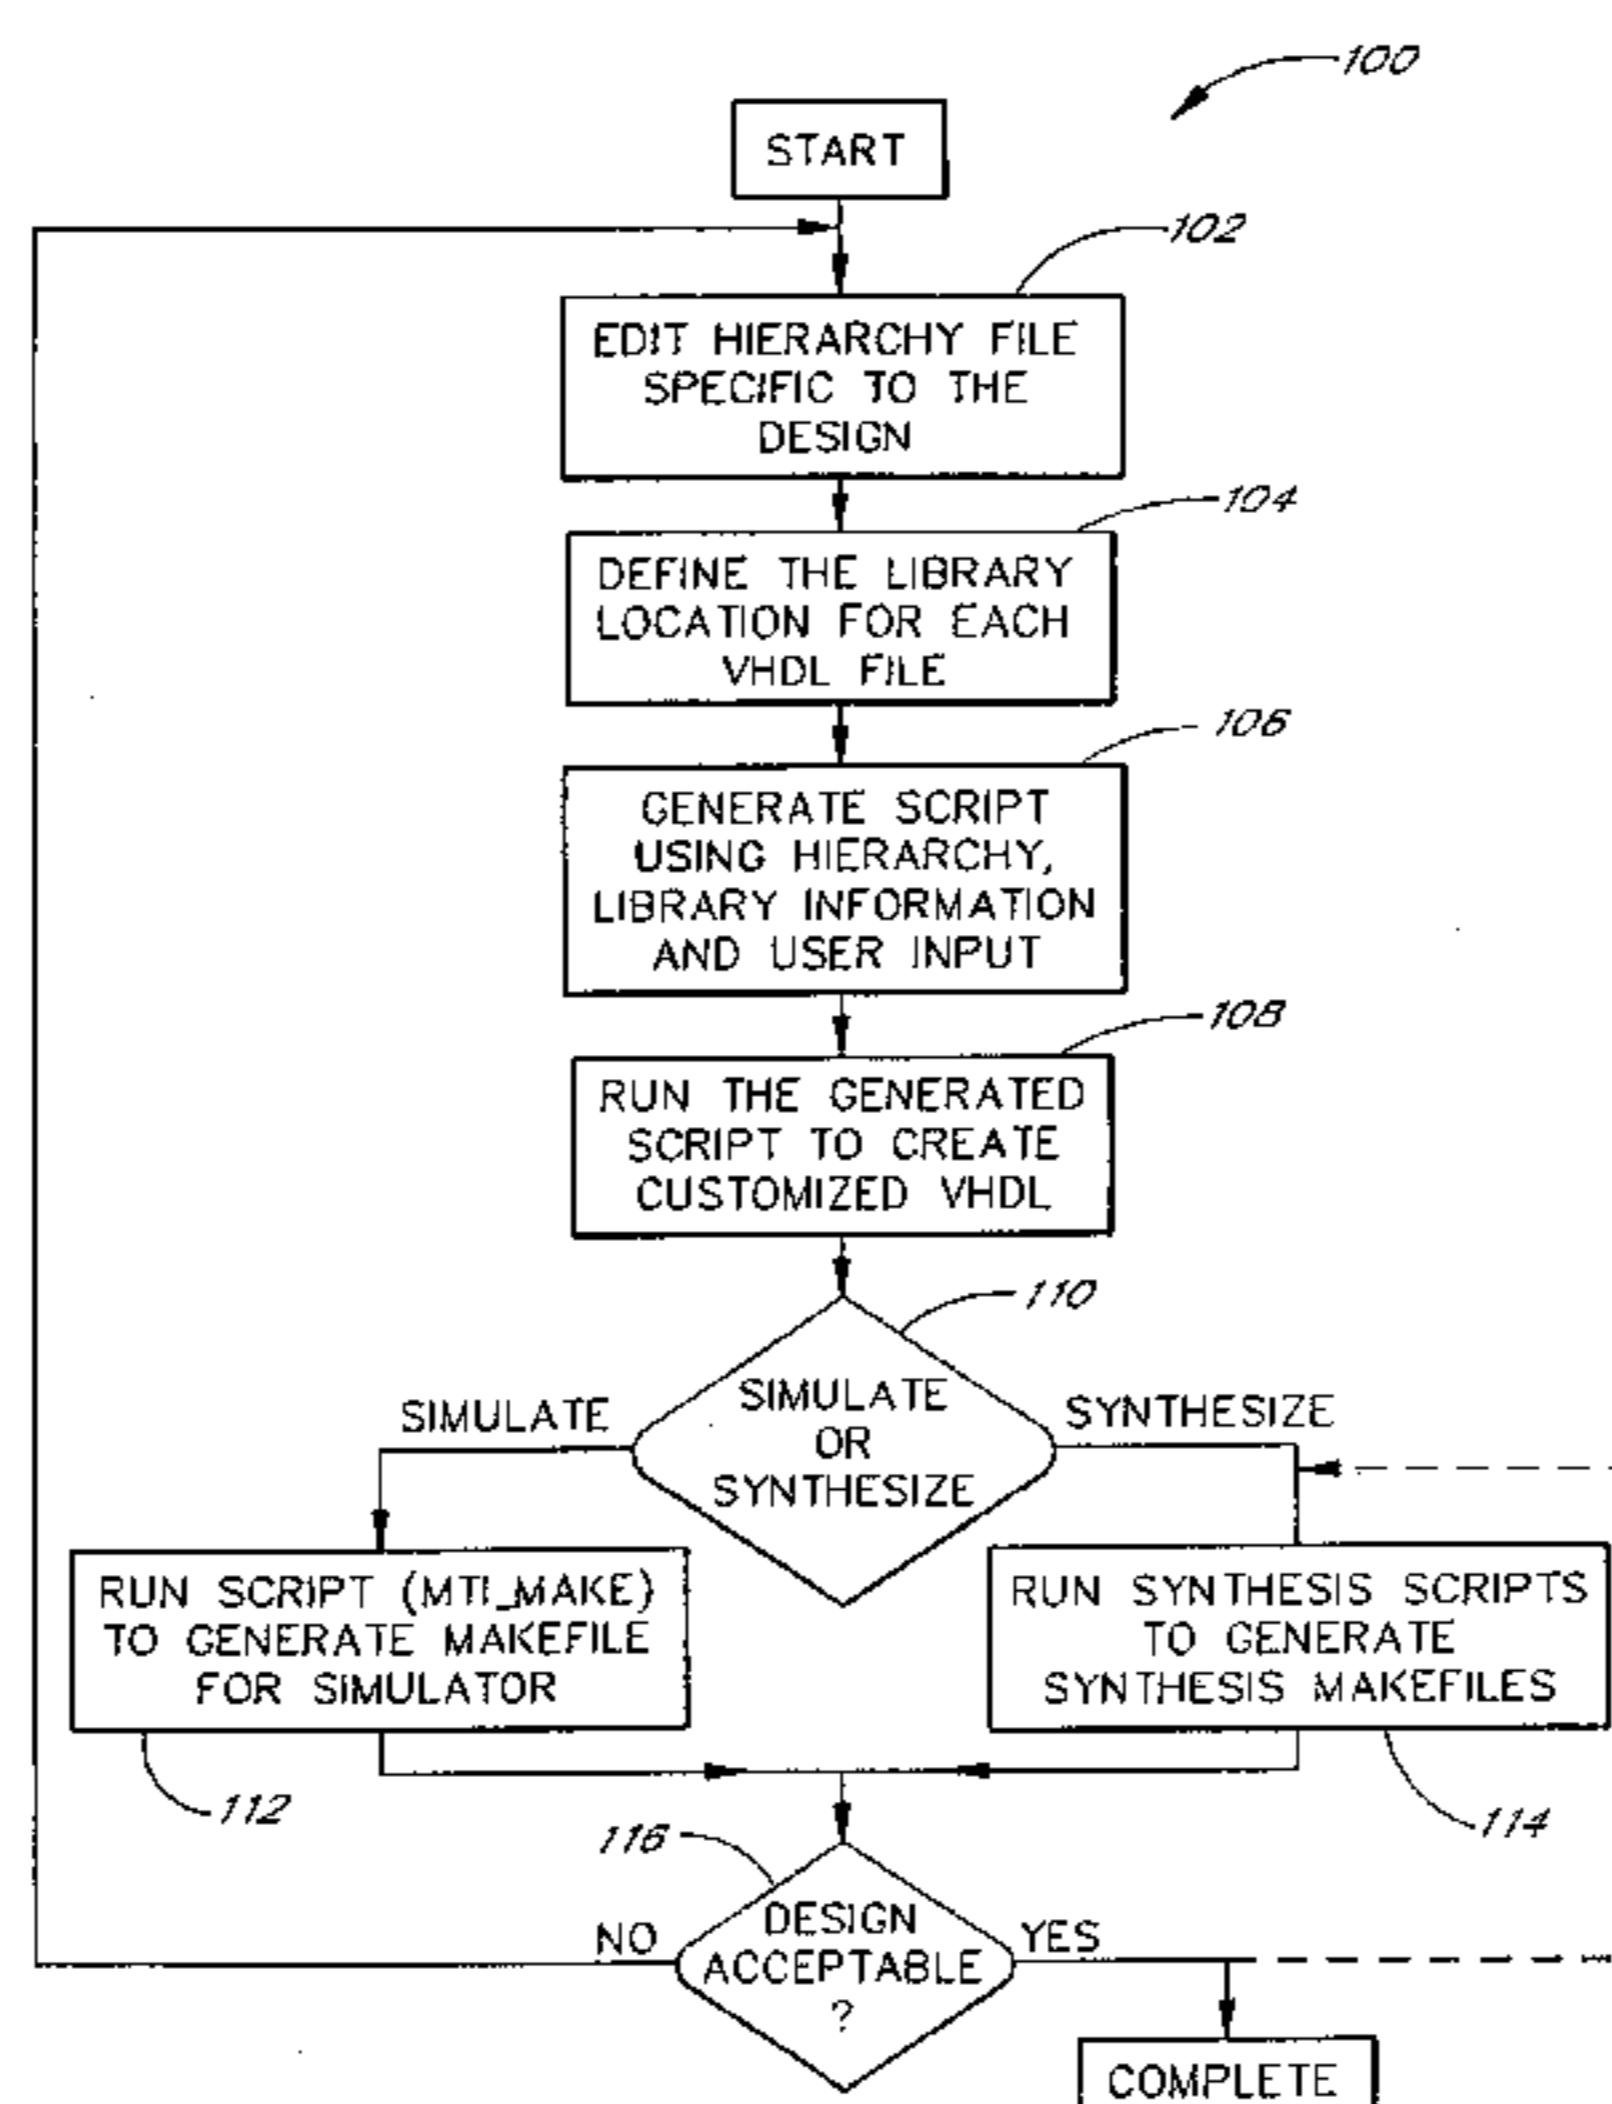 100
START
102
EDIT HIERARCHY FILE
SPECIFIC TO THE
DESIGN
104
DEFINE THE LIBRARY
LOCATION FOR EACH
VHDL FILE
106
GENERATE SCRIPT
USING HIERARCHY,
LIBRARY INFORMATION
AND USER INPUT
108
RUN THE GENERATED
SCRIPT TO CREATE
CUSTOMIZED VHDL
110
SIMULATE
SIMULATE
OR
SYNTHESIZE
SYNTHESIZE
RUN SCRIPT (MTI_MAKE)
TO GENERATE MAKEFILE
FOR SIMULATOR
RUN SYNTHESIS SCRIPTS
TO GENERATE
SYNTHESIS MAKEFILES
112
114
116
NO
DESIGN
ACCEPTABLE
?
YES
COMPLETE